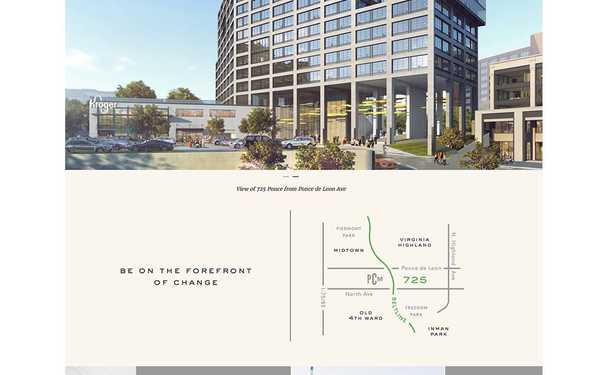 Kroger
View of 725 Ponce from Ponce de Leon Ave
BE ON THE FOREFRONT
OF CHANGE
PIEDMONT
PARK
MIDTOWN
VIRGINIA
HIGHLAND
N. Highland Ave
Ponce de Leon
PCM
725
I-75/85
North Ave
BELTLINE
OLD
4TH WARD
FREEDOM
PARK
INMAN
PARK